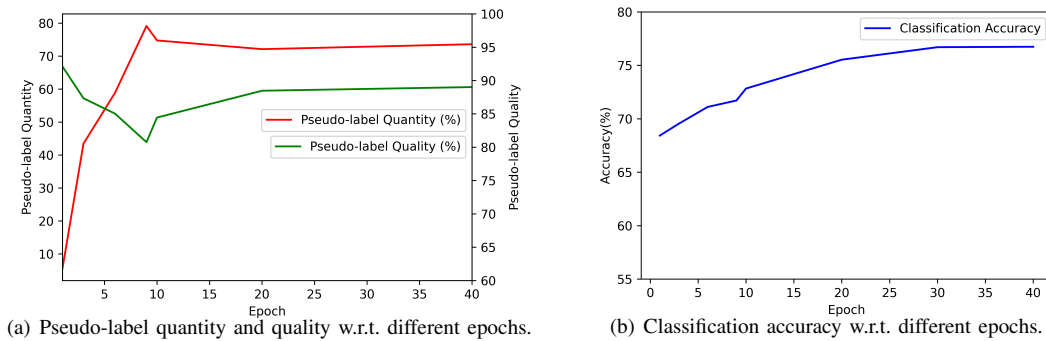 80
70
60
50
40
30
20
10
Pseudo-label Quantity
100
95
90
85
80
75
70
65
60
Pseudo-label Quality
Pseudo-label Quantity (%)
Pseudo-label Quality (%)
5 10 15 20 25 30 35 40
Epoch
(a) Pseudo-label quantity and quality w.r.t. different epochs.
80
75
70
65
60
55
Accuracy(%)
Classification Accuracy
0 5 10 15 20 25 30 35 40
Epoch
(b) Classification accuracy w.r.t. different epochs.